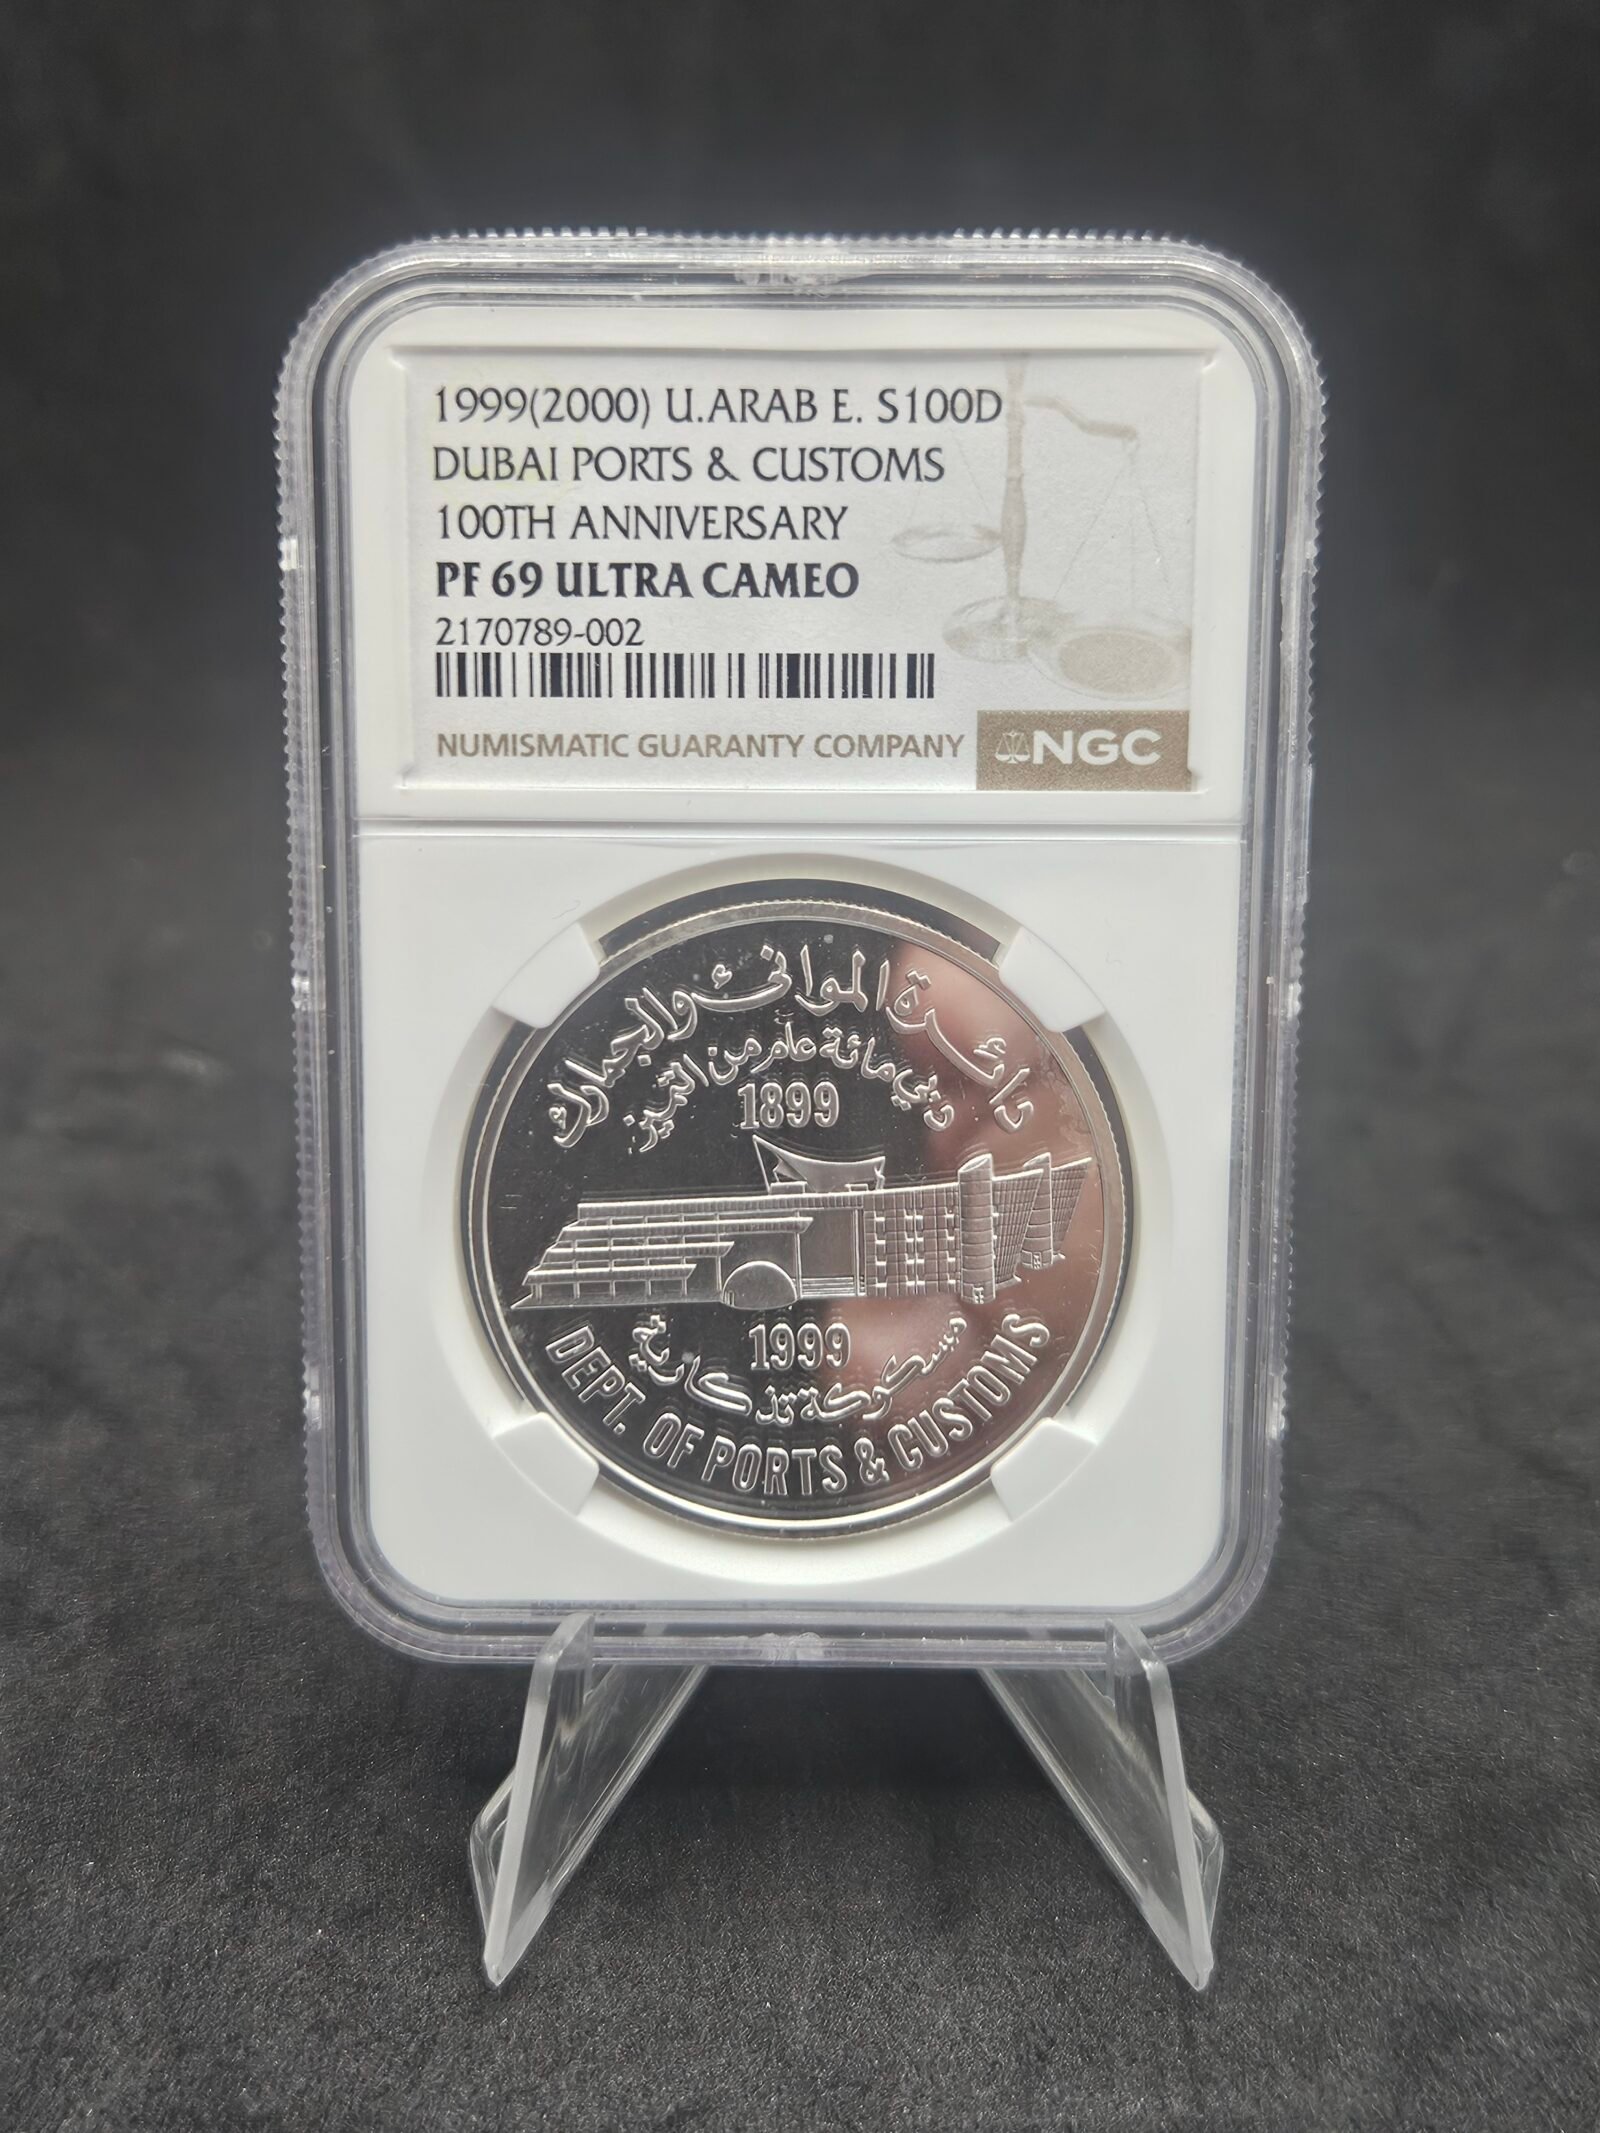 1999(2000) U.ARAB E. S100D
DUBAI PORTS & CUSTOMS
100TH ANNIVERSARY
PF 69 ULTRA CAMEO
2170789-002
NUMISMATIC GUARANTY COMPANY NGC
دائرة الموانئ والجمارك
دبي مائة عام من التميز
1899
1999
مسكوكة تذكارية
DEPT. OF PORTS & CUSTOMS